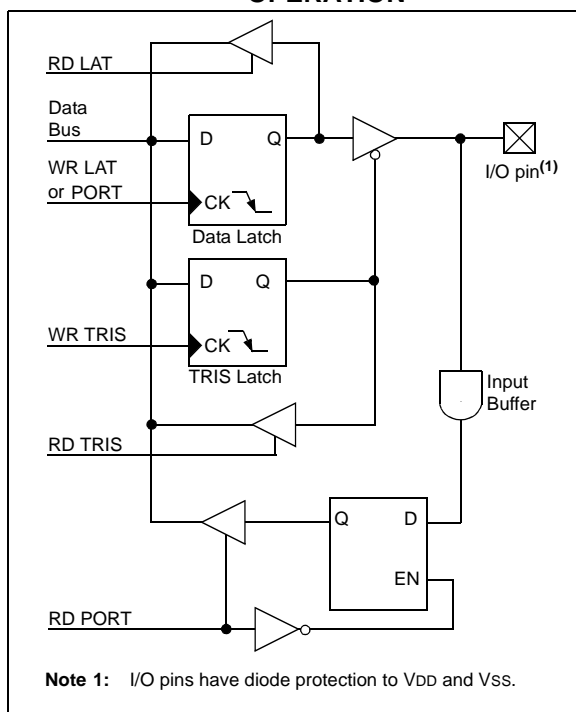 OPERATION
RD LAT
Data
Bus
D Q
WR LAT
or PORT
CK
Data Latch
I/O pin(1)
D Q
WR TRIS
CK
TRIS Latch
Input
Buffer
RD TRIS
Q D
EN
RD PORT
Note 1: I/O pins have diode protection to VDD and VSS.